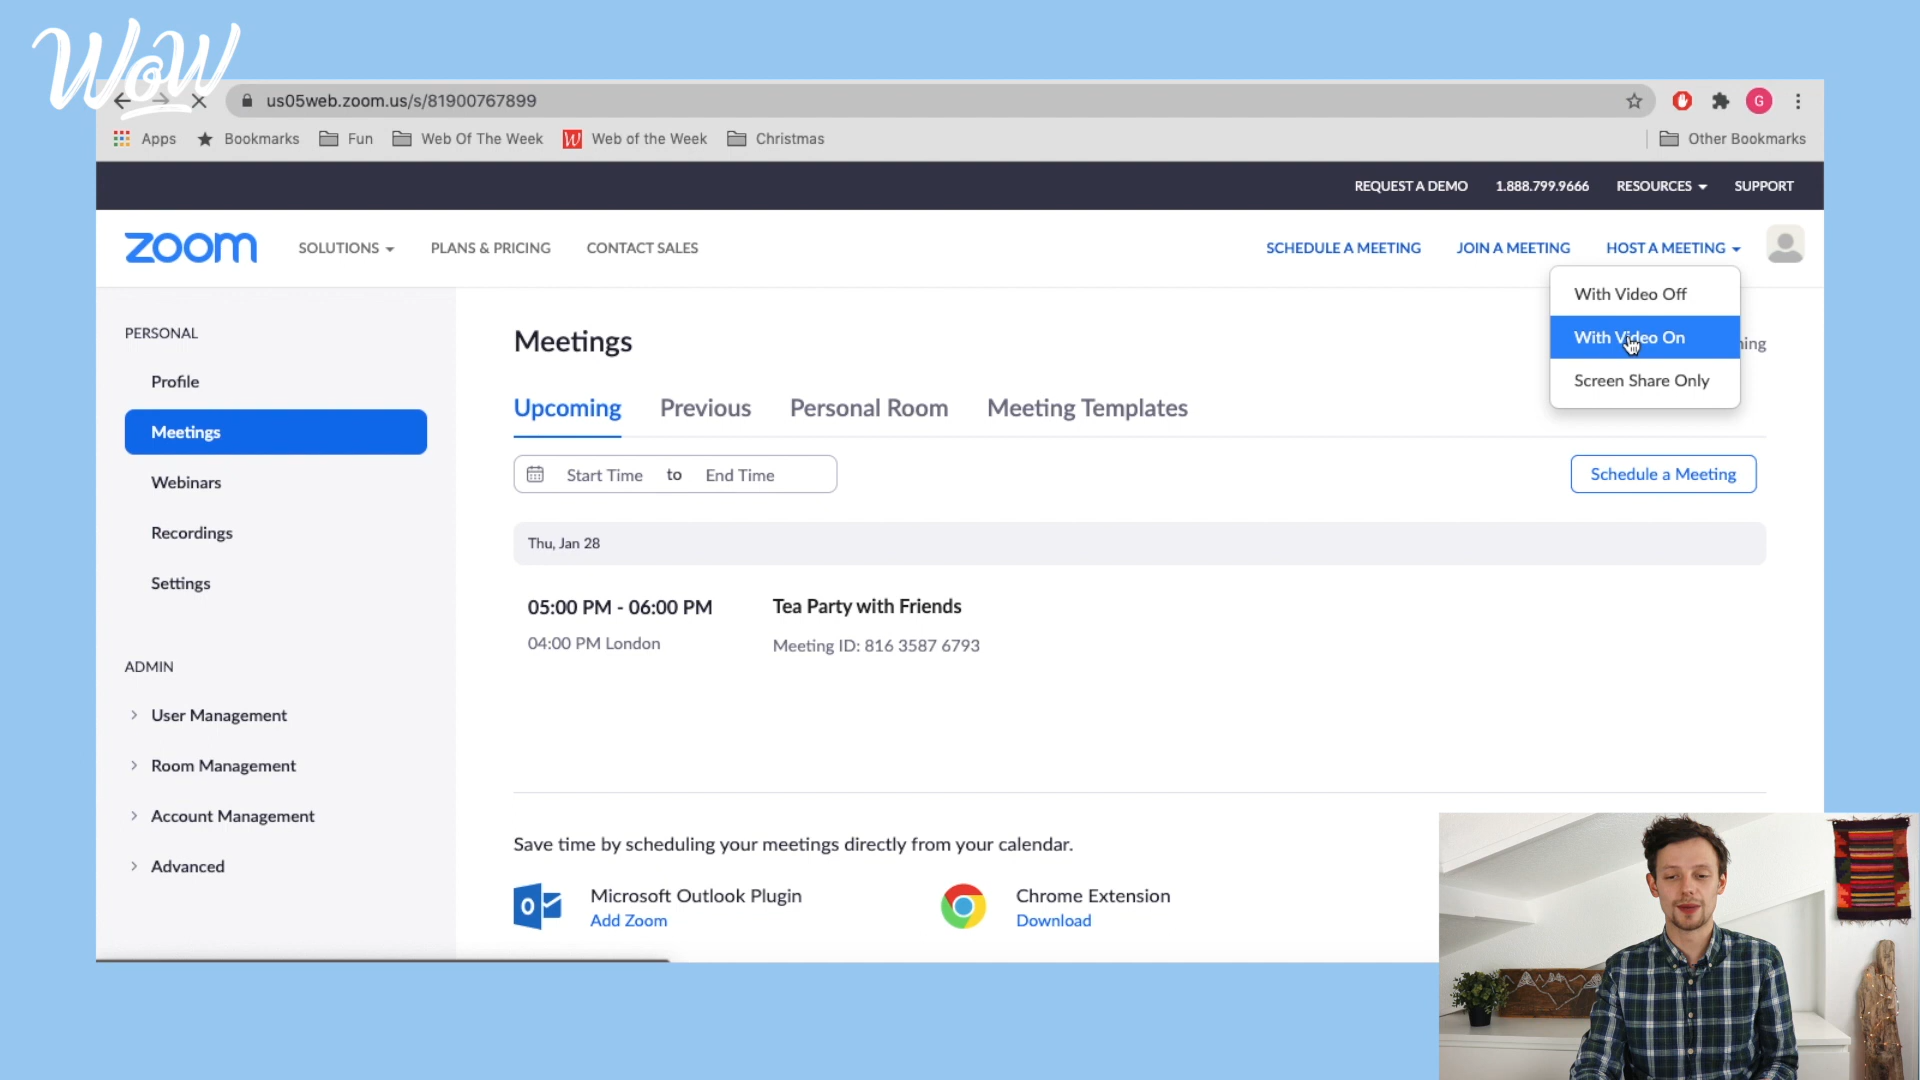 WoW
us05web.zoom.us/s/81900767899
G
Apps Bookmarks Fun Web Of The Week W Web of the Week Christmas Other Bookmarks
REQUEST A DEMO 1.888.799.9666 RESOURCES SUPPORT
zoom SOLUTIONS PLANS & PRICING CONTACT SALES SCHEDULE A MEETING JOIN A MEETING HOST A MEETING
With Video Off
With Video On
Screen Share Only
PERSONAL
Profile
Meetings
Webinars
Recordings
Settings
ADMIN
User Management
Room Management
Account Management
Advanced
Meetings
Upcoming Previous Personal Room Meeting Templates
Start Time to End Time
Schedule a Meeting
Thu, Jan 28
05:00 PM - 06:00 PM Tea Party with Friends
04:00 PM London Meeting ID: 816 3587 6793
Save time by scheduling your meetings directly from your calendar.
Microsoft Outlook Plugin Chrome Extension
Add Zoom Download